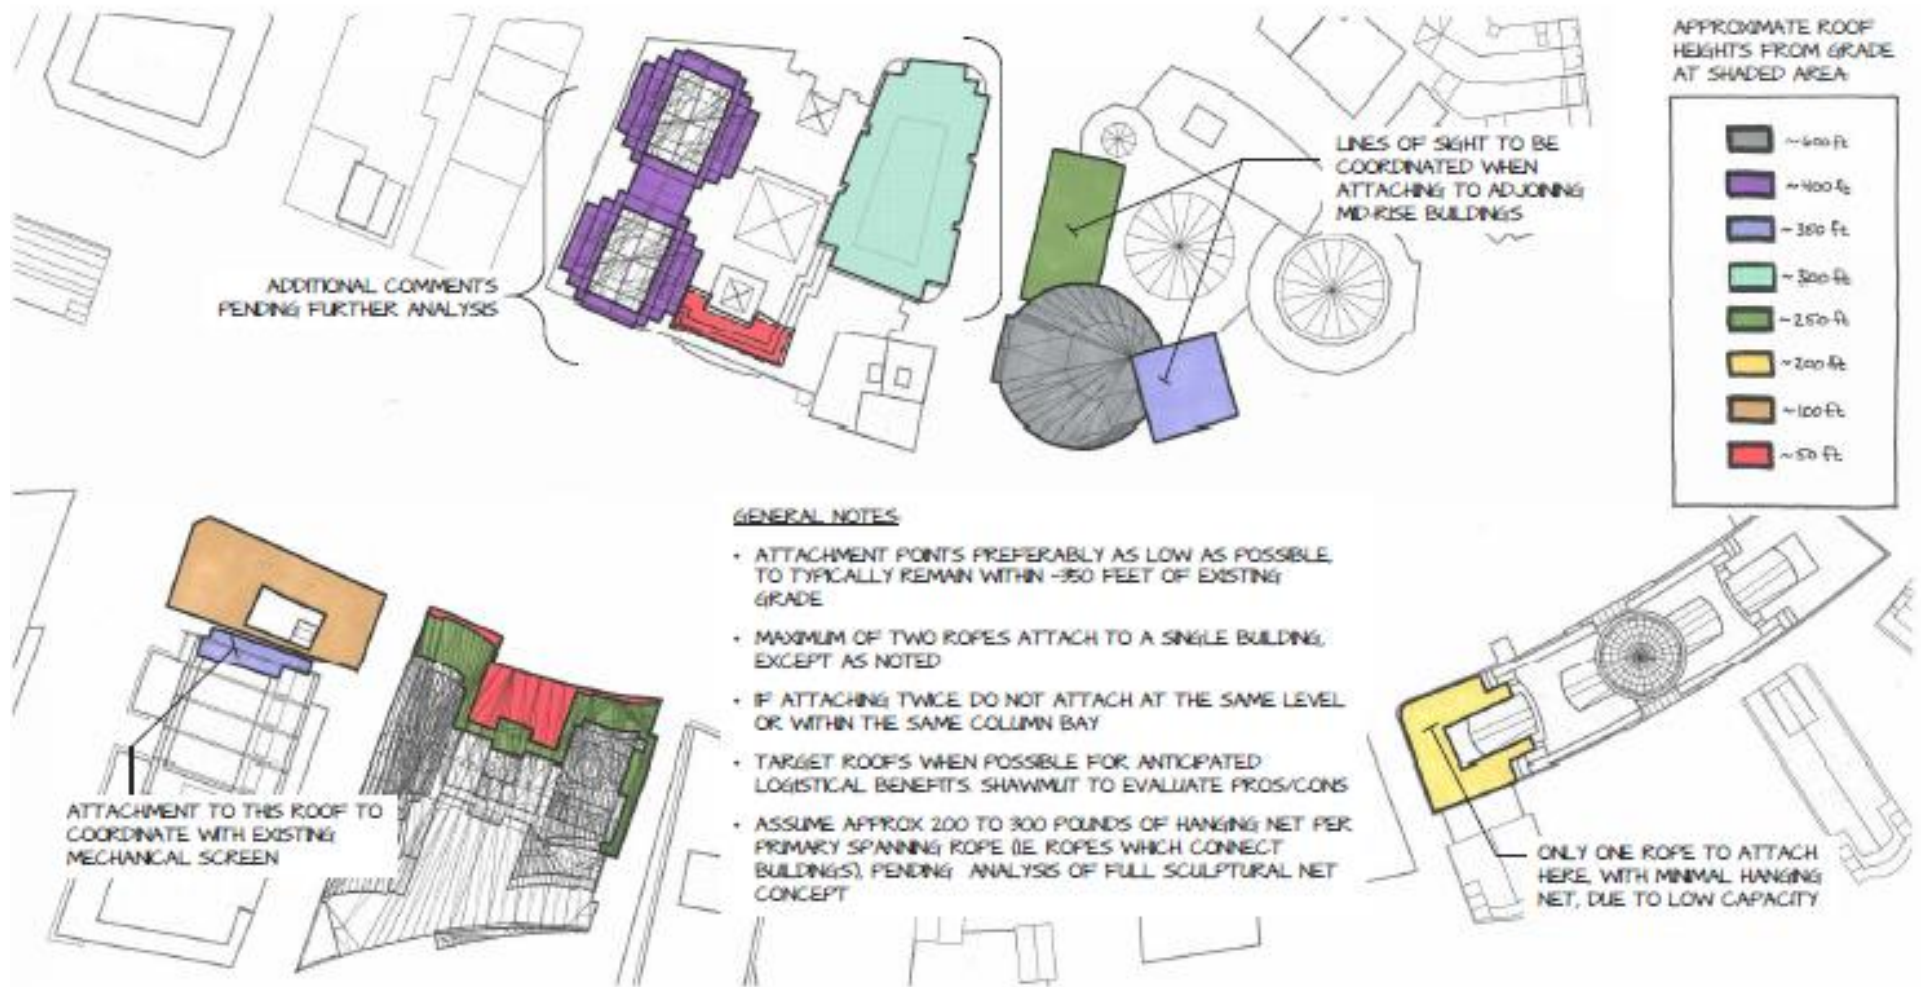 APPROXIMATE ROOF
HEIGHTS FROM GRADE
AT SHADED AREA:
~600 ft
~400 ft
~350 ft
~300 ft
~250 ft
~200 ft
~100 ft
~50 ft
LINES OF SIGHT TO BE
COORDINATED WHEN
ATTACHING TO ADJOINING
MID-RISE BUILDINGS
ADDITIONAL COMMENTS
PENDING FURTHER ANALYSIS
GENERAL NOTES:
• ATTACHMENT POINTS PREFERABLY AS LOW AS POSSIBLE,
TO TYPICALLY REMAIN WITHIN ~350 FEET OF EXISTING
GRADE
• MAXIMUM OF TWO ROPES ATTACH TO A SINGLE BUILDING,
EXCEPT AS NOTED
• IF ATTACHING TWICE DO NOT ATTACH AT THE SAME LEVEL
OR WITHIN THE SAME COLUMN BAY
• TARGET ROOFS WHEN POSSIBLE FOR ANTICIPATED
LOGISTICAL BENEFITS. SHAWMUT TO EVALUATE PROS/CONS
• ASSUME APPROX 200 TO 300 POUNDS OF HANGING NET PER
PRIMARY SPANNING ROPE (IE ROPES WHICH CONNECT
BUILDINGS), PENDING ANALYSIS OF FULL SCULPTURAL NET
CONCEPT
ATTACHMENT TO THIS ROOF TO
COORDINATE WITH EXISTING
MECHANICAL SCREEN
ONLY ONE ROPE TO ATTACH
HERE, WITH MINIMAL HANGING
NET, DUE TO LOW CAPACITY